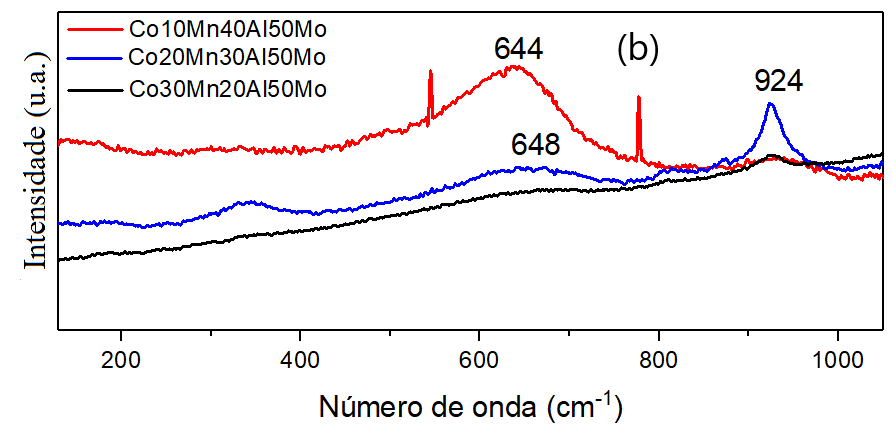 Co10Mn40Al50Mo
Co20Mn30Al50Mo
Co30Mn20Al50Mo
(b)
644
924
648
Intensidade (u.a.)
200 400 600 800 1000
Número de onda (cm⁻¹)